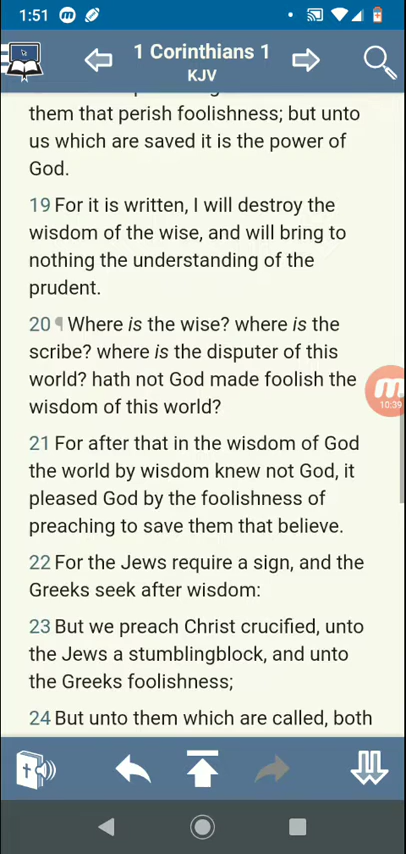 1:51
1 Corinthians 1
KJV
them that perish foolishness; but unto
us which are saved it is the power of
God.
19 For it is written, I will destroy the
wisdom of the wise, and will bring to
nothing the understanding of the
prudent.
20 ¶ Where is the wise? where is the
scribe? where is the disputer of this
world? hath not God made foolish the
wisdom of this world?
10:39
21 For after that in the wisdom of God
the world by wisdom knew not God, it
pleased God by the foolishness of
preaching to save them that believe.
22 For the Jews require a sign, and the
Greeks seek after wisdom:
23 But we preach Christ crucified, unto
the Jews a stumblingblock, and unto
the Greeks foolishness;
24 But unto them which are called, both